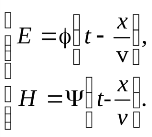 E = φ( t - x/v ),
H = Ψ( t-x/v ).